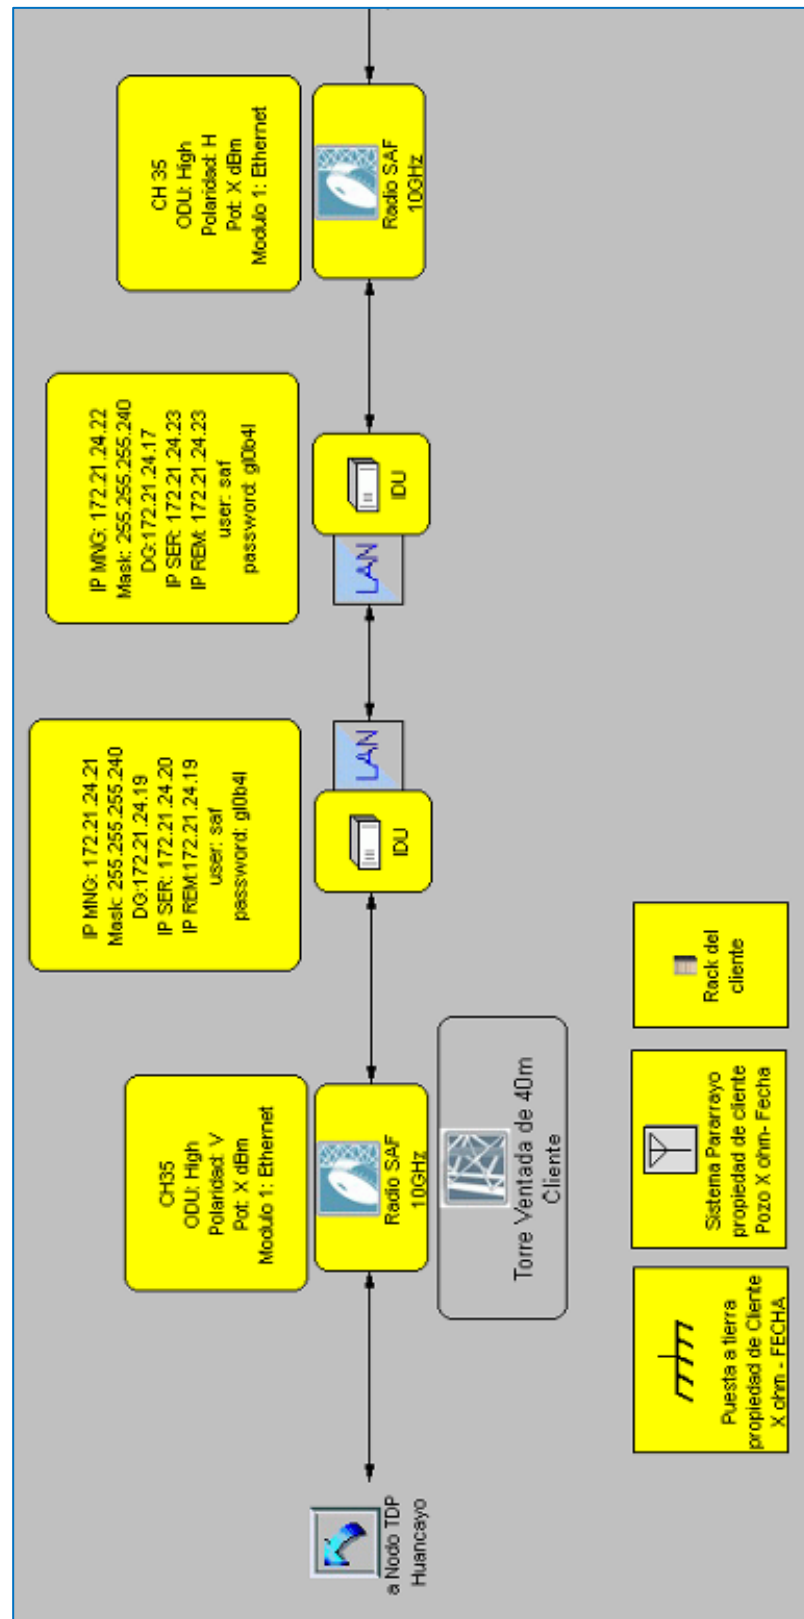 CH35
ODU: High
Polaridad: V
Pot: X dBm
Modulo 1: Ethernet
IP MNG: 172.21.24.21
Mask: 255.255.255.240
DG:172.21.24.19
IP SER: 172.21.24.20
IP REM:172.21.24.19
user: saf
password: gl0b4l
IP MNG: 172.21.24.22
Mask: 255.255.255.240
DG:172.21.24.17
IP SER: 172.21.24.23
IP REM: 172.21.24.23
user: saf
password: gl0b4l
CH 35
ODU: High
Polaridad: H
Pot: X dBm
Modulo 1: Ethernet
a Nodo TDP
Huancayo
Radio SAF
10GHz
IDU
LAN
LAN
IDU
Radio SAF
10GHz
Torre Ventada de 40m
Cliente
Puesta a tierra
propiedad de Cliente
X ohm - FECHA
Sistema Pararrayo
propiedad de cliente
Pozo X ohm- Fecha
Rack del
cliente